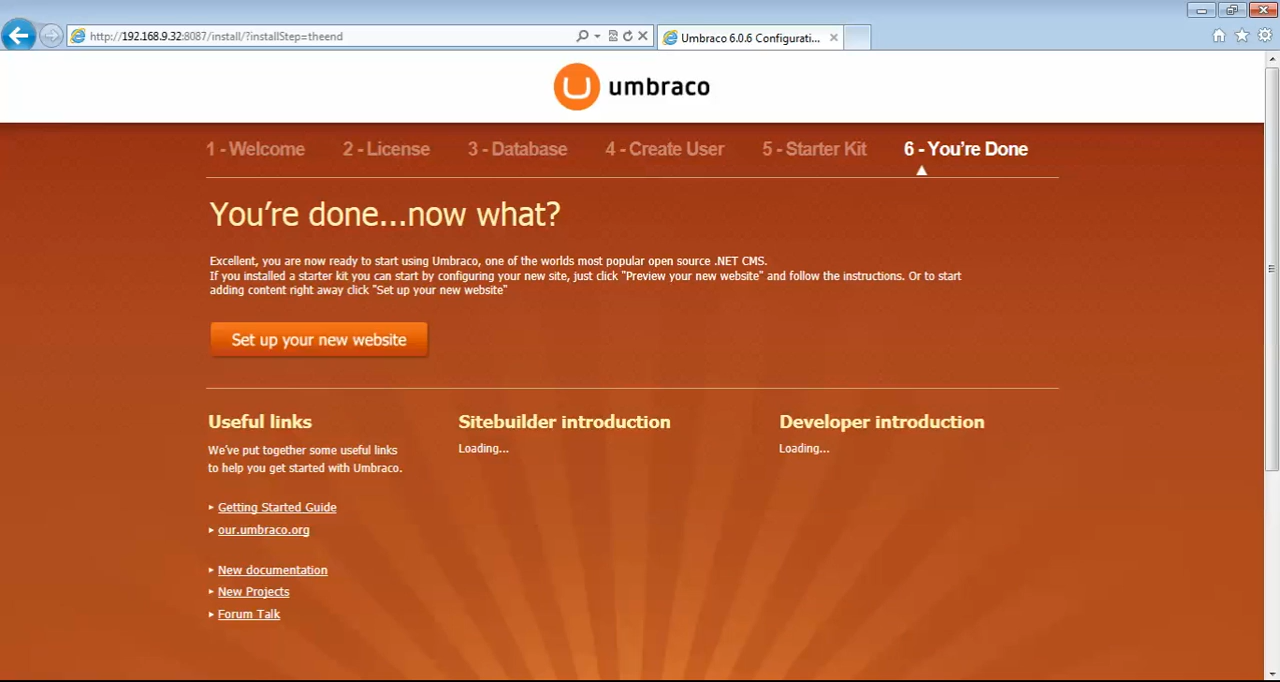 http://192.168.9.32:8087/install/?installStep=theend
Umbraco 6.0.6 Configurati...
umbraco
1 - Welcome
2 - License
3 - Database
4 - Create User
5 - Starter Kit
6 - You're Done
You're done...now what?
Excellent, you are now ready to start using Umbraco, one of the worlds most popular open source .NET CMS.
If you installed a starter kit you can start by configuring your new site, just click "Preview your new website" and follow the instructions. Or to start
adding content right away click "Set up your new website"
Set up your new website
Useful links
We've put together some useful links
to help you get started with Umbraco.
Getting Started Guide
our.umbraco.org
New documentation
New Projects
Forum Talk
Sitebuilder introduction
Loading...
Developer introduction
Loading...